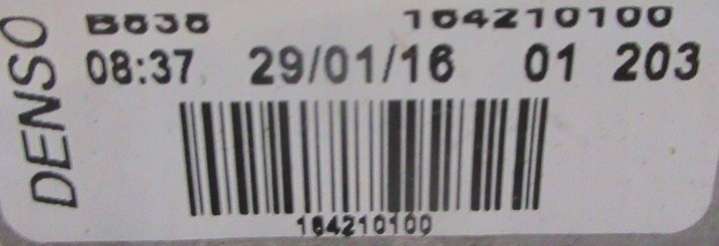 DENSO
B636 164210100
08:37 29/01/16 01 203
164210100